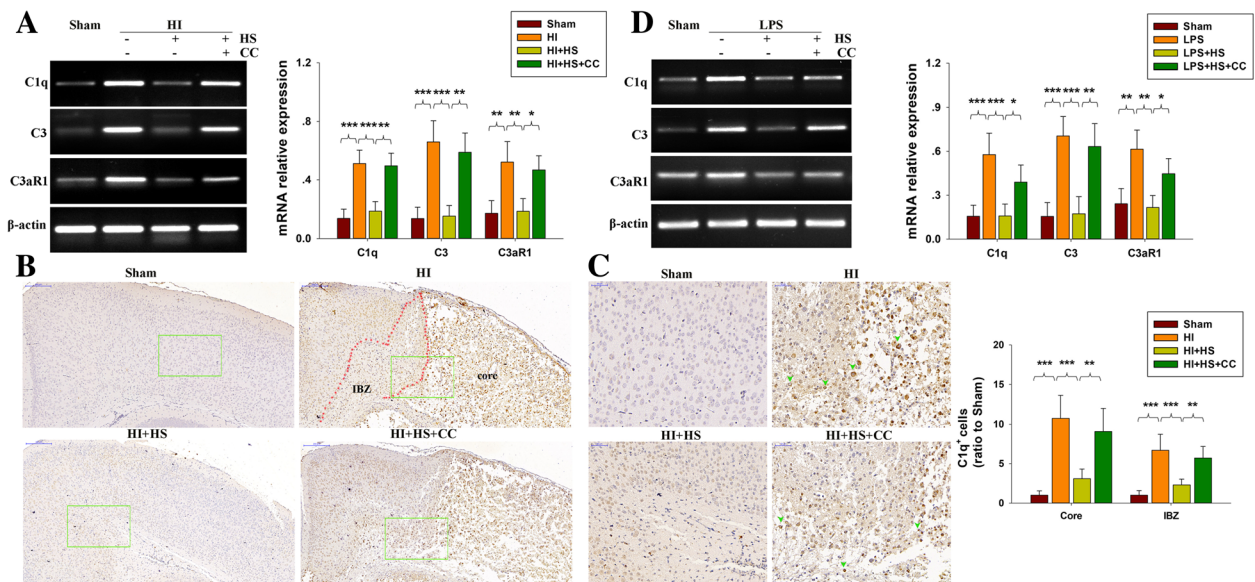 A
Sham HI
- + + HS
- - + CC
C1q
C3
C3aR1
β-actin
Sham
HI
HI+HS
HI+HS+CC
mRNA relative expression
.8
.4
0.0
*** *** **
*** *** **
** ** *
C1q C3 C3aR1
D
Sham LPS
- + + HS
- - + CC
C1q
C3
C3aR1
β-actin
Sham
LPS
LPS+HS
LPS+HS+CC
mRNA relative expression
1.2
.9
.6
.3
0.0
*** *** *
*** *** **
** ** *
C1q C3 C3aR1
B
Sham HI
IBZ core
HI+HS HI+HS+CC
C
Sham HI
HI+HS HI+HS+CC
Sham
HI
HI+HS
HI+HS+CC
C1q+ cells
(ratio to Sham)
20
15
10
5
0
*** *** **
*** *** **
Core IBZ